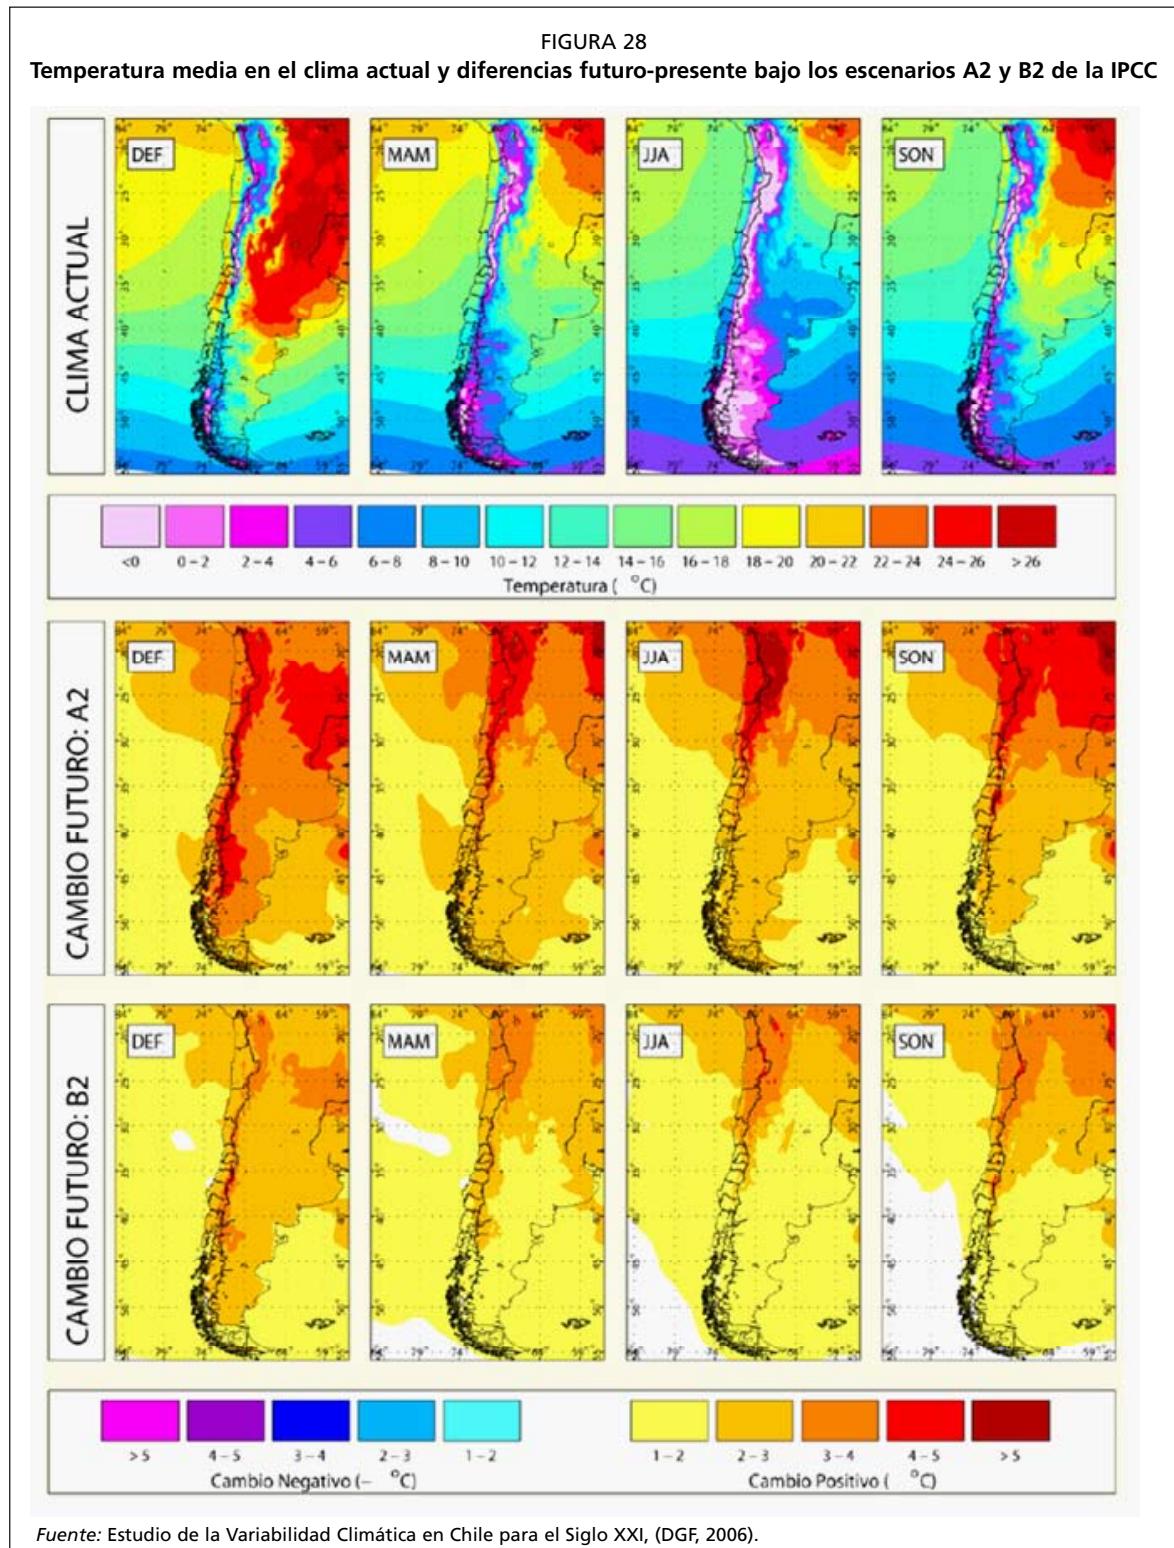 FIGURA 28
Temperatura media en el clima actual y diferencias futuro-presente bajo los escenarios A2 y B2 de la IPCC
CLIMA ACTUAL
DEF
MAM
JJA
SON
<0
0 – 2
2 – 4
4 – 6
6 – 8
8 – 10
10 – 12
12 – 14
14 – 16
16 – 18
18 – 20
20 – 22
22 – 24
24 – 26
> 26
Temperatura ( °C)
CAMBIO FUTURO: A2
DEF
MAM
JJA
SON
CAMBIO FUTURO: B2
DEF
MAM
JJA
SON
> 5
4 – 5
3 – 4
2 – 3
1 – 2
Cambio Negativo (– °C)
1 – 2
2 – 3
3 – 4
4 – 5
> 5
Cambio Positivo ( °C)
Fuente: Estudio de la Variabilidad Climática en Chile para el Siglo XXI, (DGF, 2006).